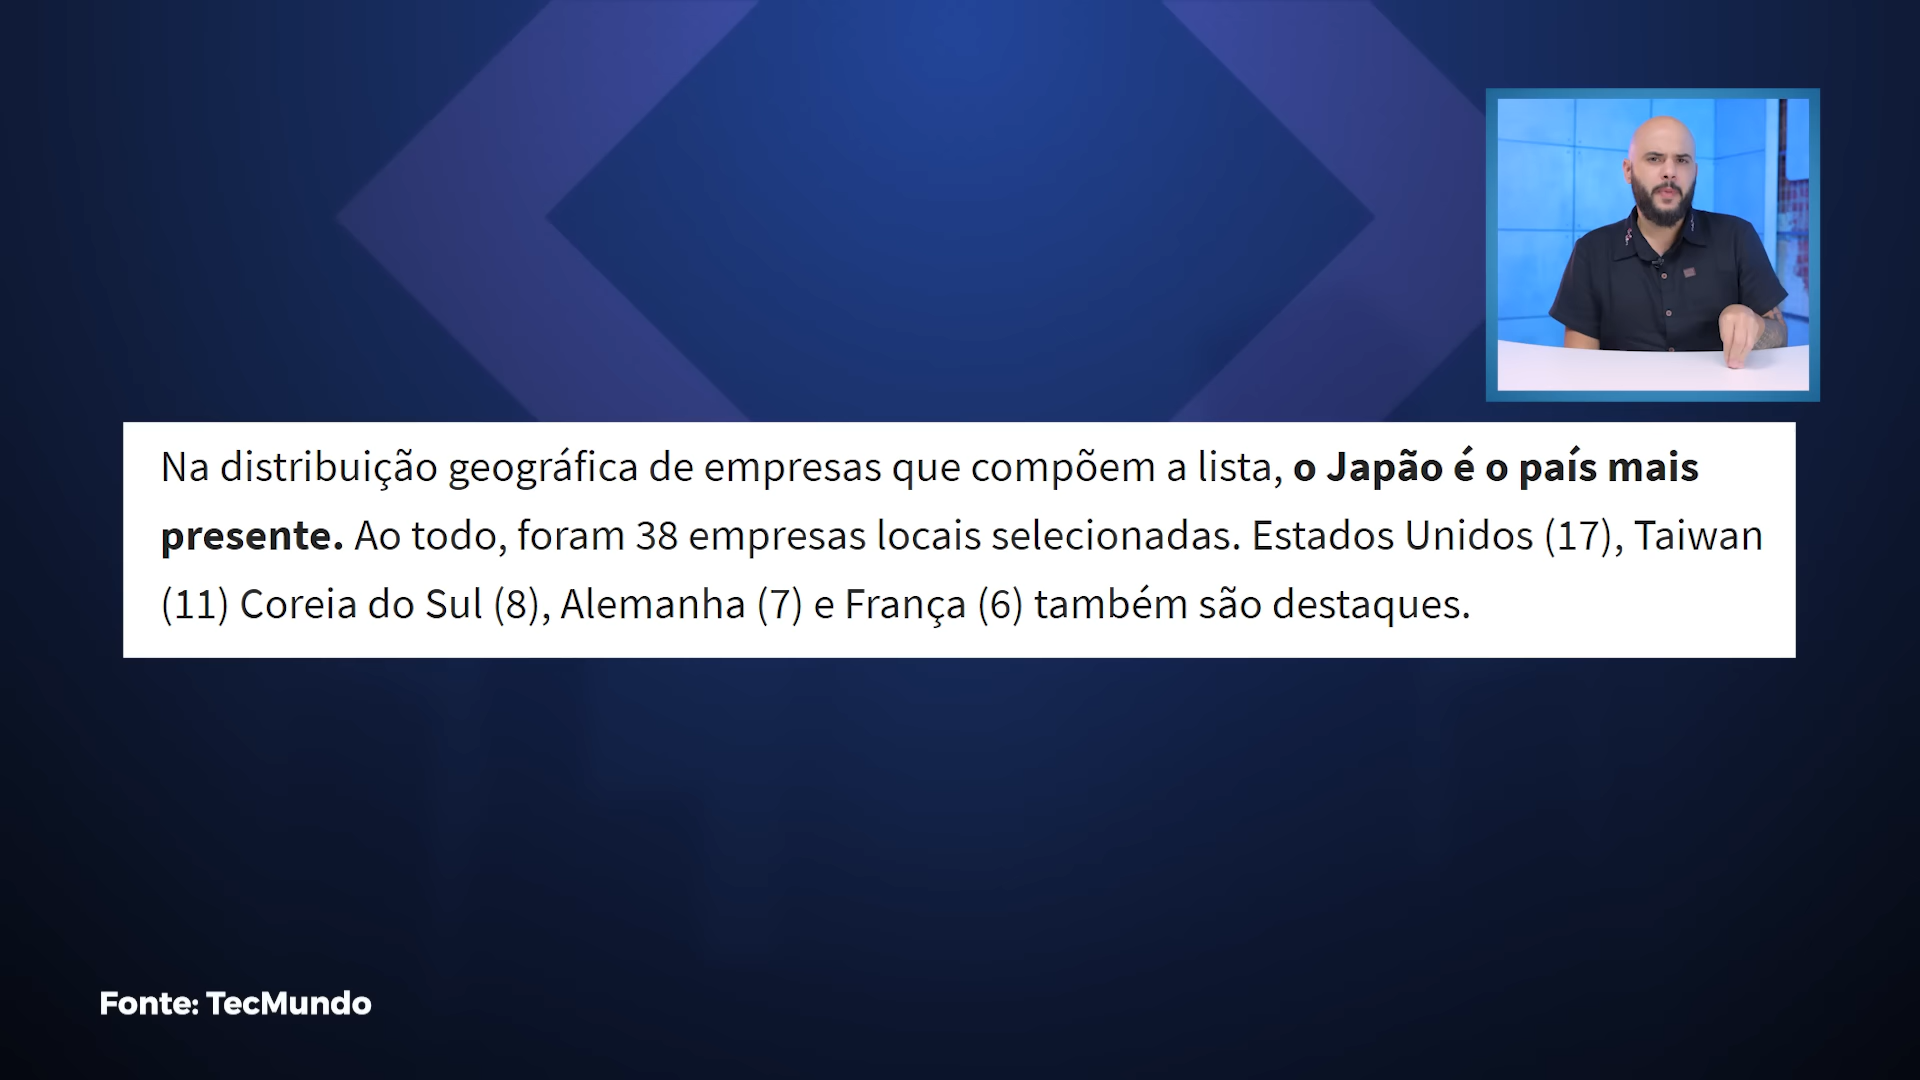 Na distribuição geográfica de empresas que compõem a lista, o Japão é o país mais
presente. Ao todo, foram 38 empresas locais selecionadas. Estados Unidos (17), Taiwan
(11) Coreia do Sul (8), Alemanha (7) e França (6) também são destaques.
Fonte: TecMundo